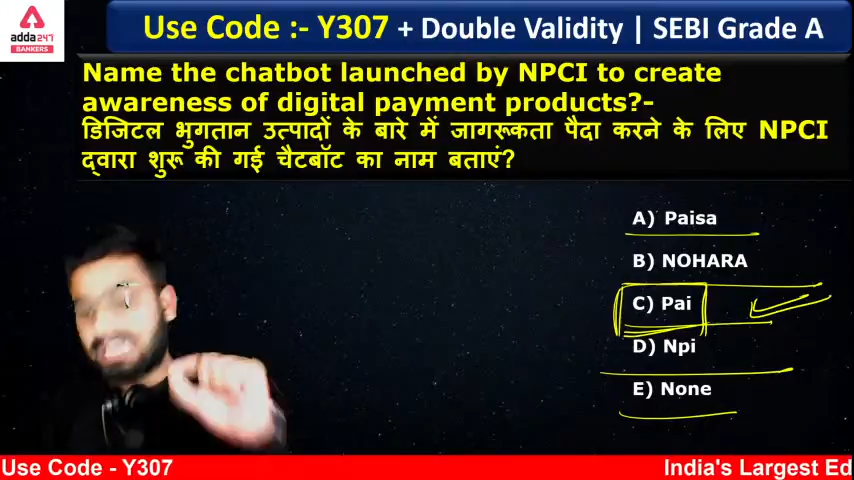 Use Code :- Y307 + Double Validity | SEBI Grade A
adda247
BANKERS
Name the chatbot launched by NPCI to create
awareness of digital payment products?-
डिजिटल भुगतान उत्पादों के बारे में जागरूकता पैदा करने के लिए NPCI
द्वारा शुरू की गई चैटबॉट का नाम बताएं?
A) Paisa
B) NOHARA
C) Pai
D) Npi
E) None
Use Code - Y307
India's Largest Ed